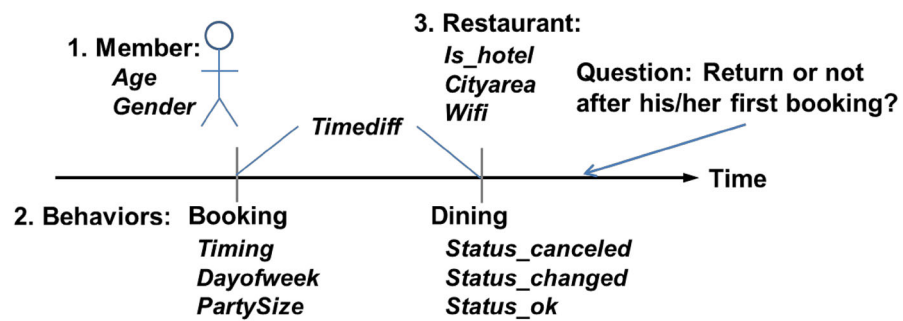 1. Member:
Age
Gender
3. Restaurant:
Is_hotel
Cityarea
Wifi
Question: Return or not
after his/her first booking?
Timediff
Time
2. Behaviors:
Booking
Timing
Dayofweek
PartySize
Dining
Status_canceled
Status_changed
Status_ok